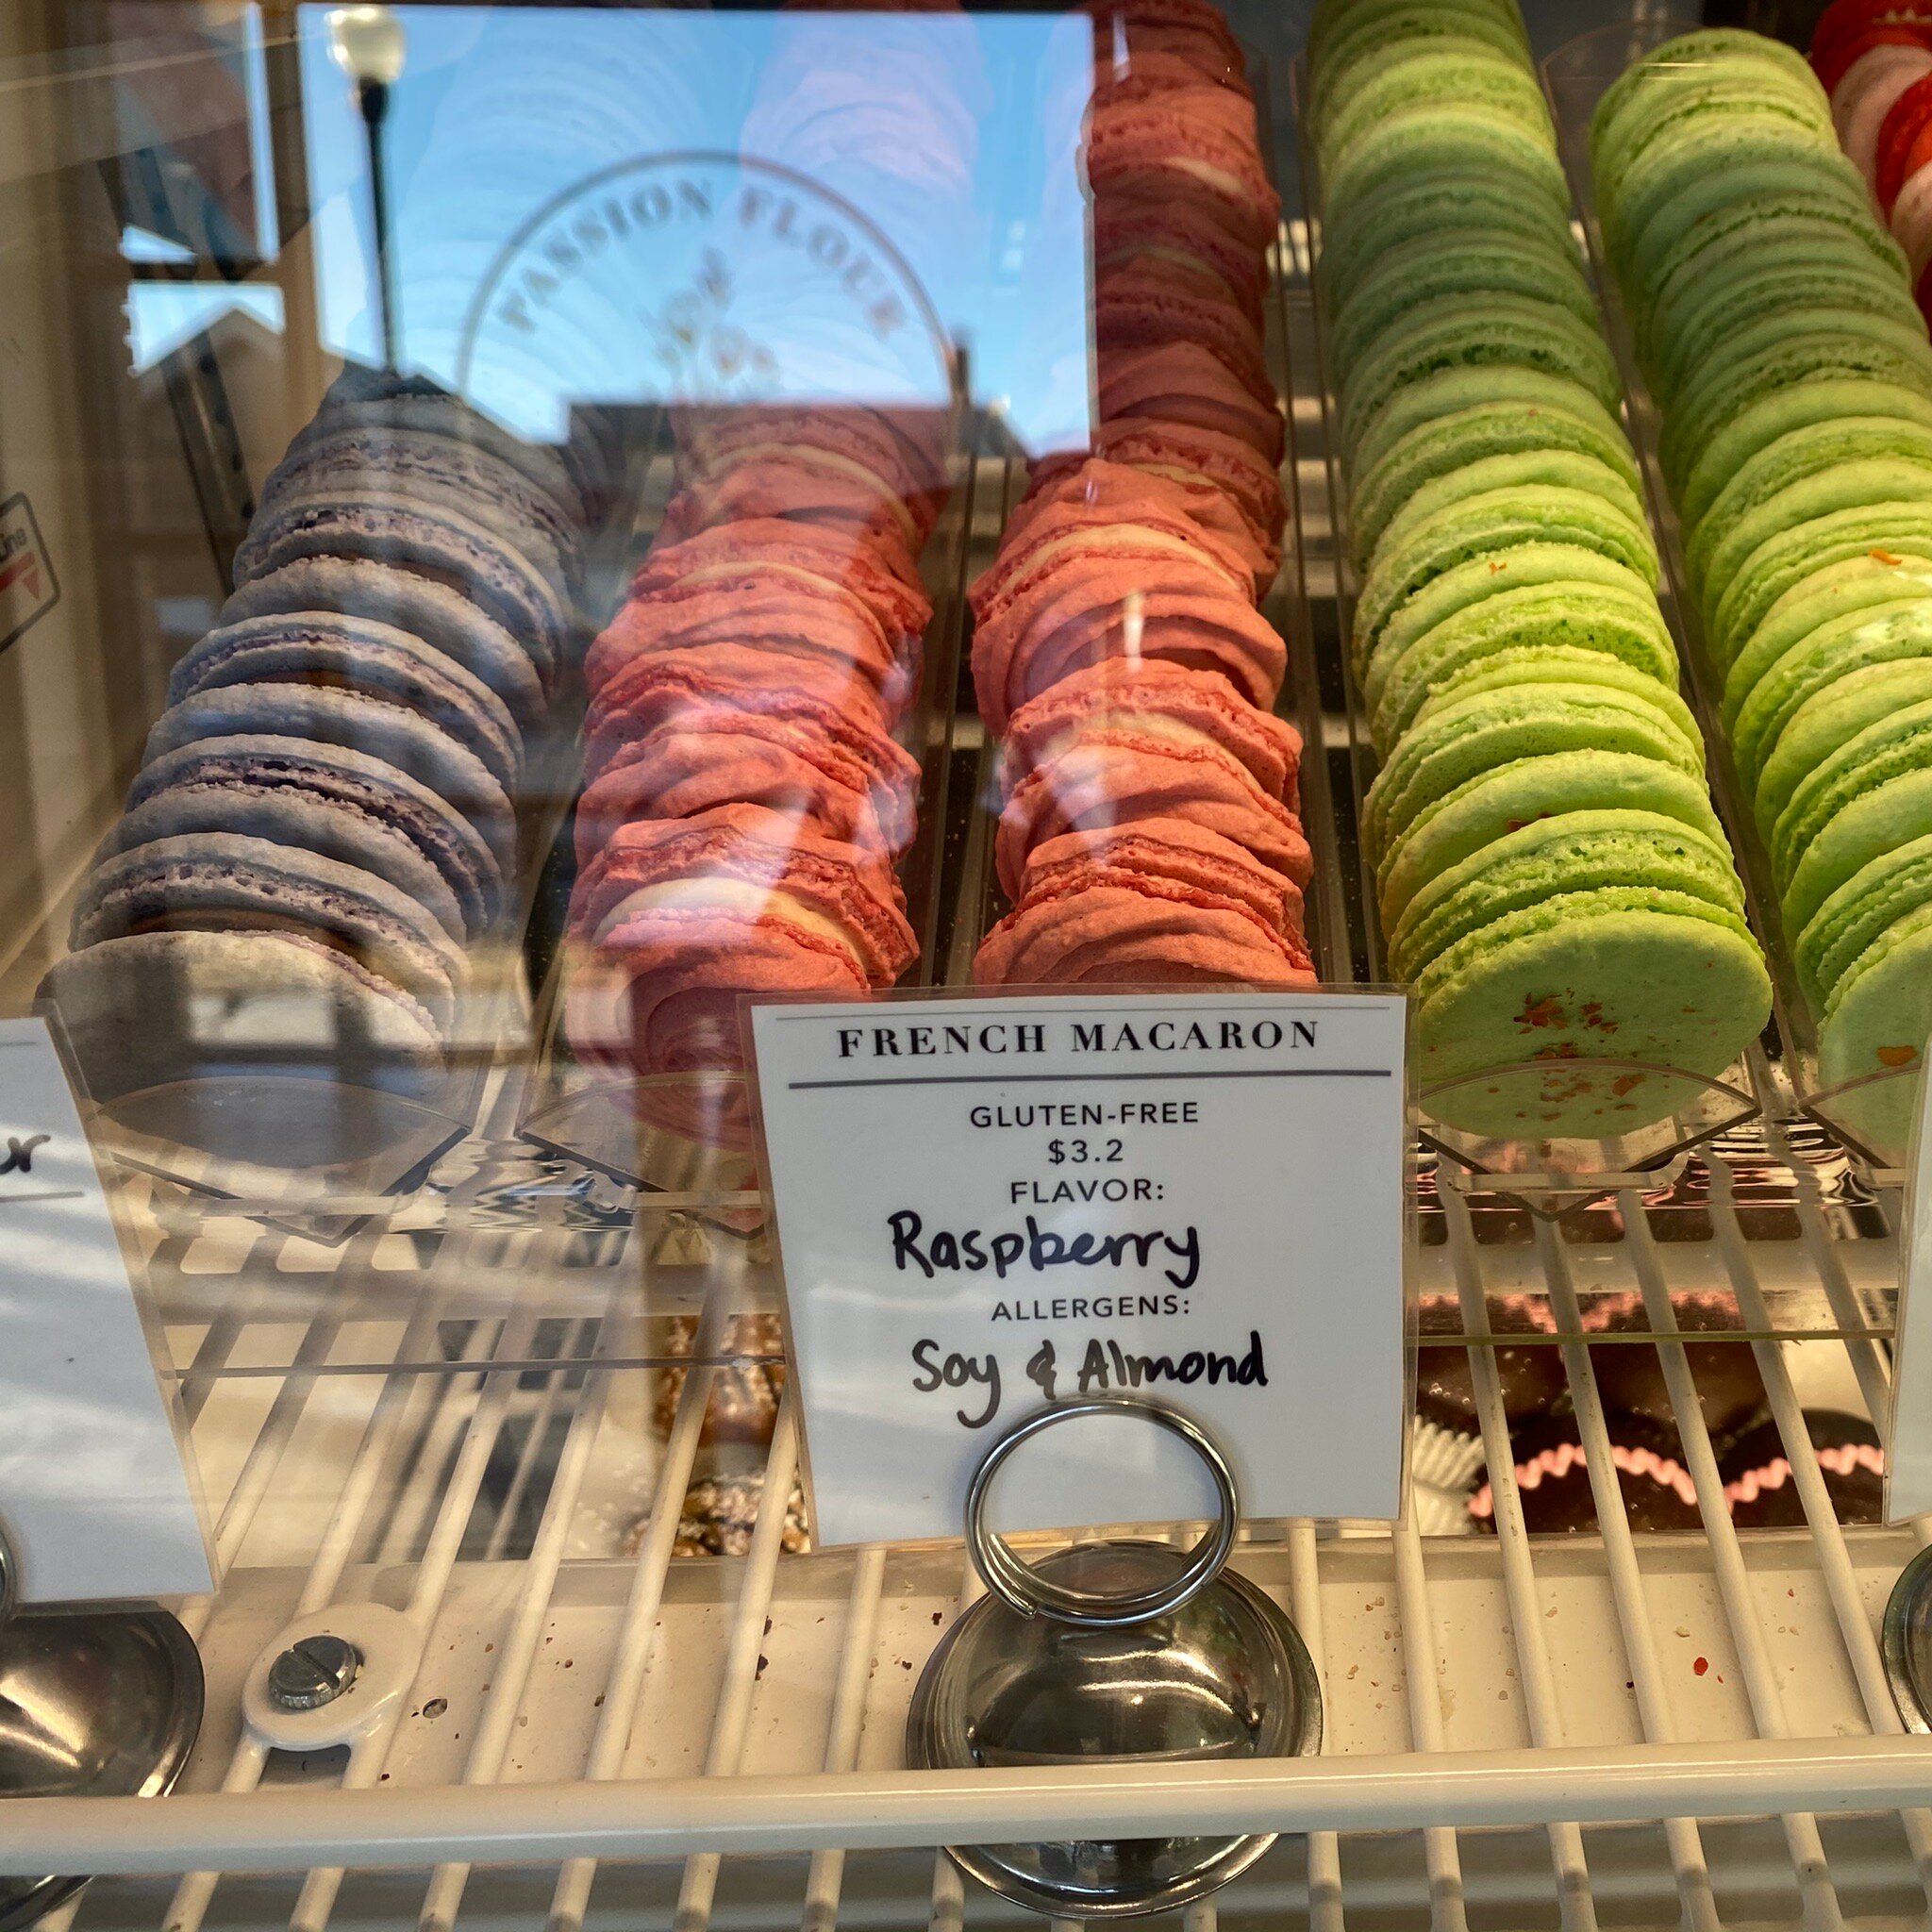 PASSION FLOUR
FRENCH MACARON
GLUTEN-FREE
$3.2
FLAVOR:
Raspberry
ALLERGENS:
Soy & Almond